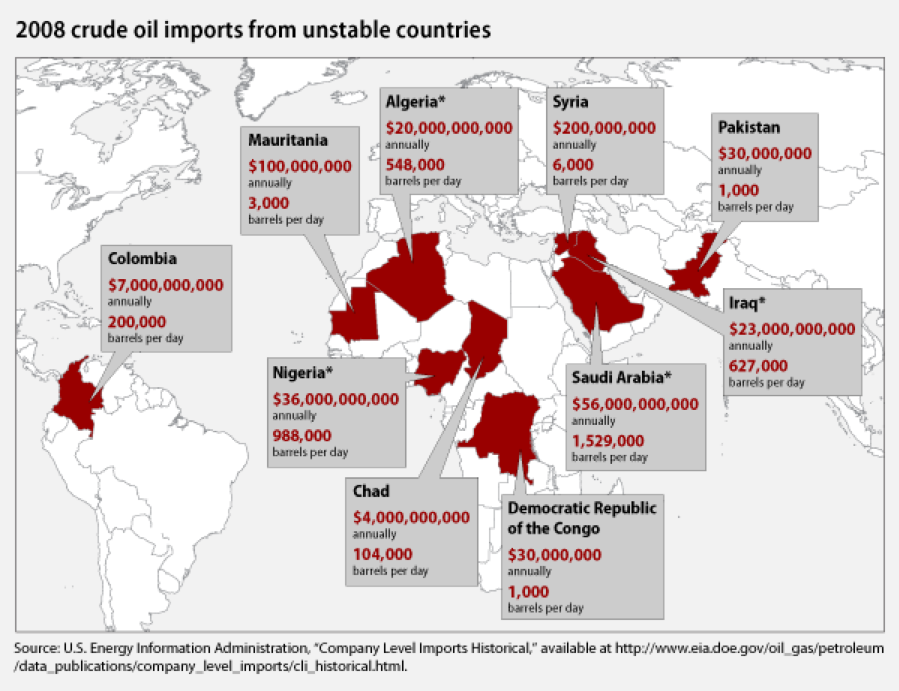 2008 crude oil imports from unstable countries
Algeria*
$20,000,000,000
annually
548,000
barrels per day
Syria
$200,000,000
annually
6,000
barrels per day
Pakistan
$30,000,000
annually
1,000
barrels per day
Mauritania
$100,000,000
annually
3,000
barrels per day
Colombia
$7,000,000,000
annually
200,000
barrels per day
Iraq*
$23,000,000,000
annually
627,000
barrels per day
Nigeria*
$36,000,000,000
annually
988,000
barrels per day
Saudi Arabia*
$56,000,000,000
annually
1,529,000
barrels per day
Chad
$4,000,000,000
annually
104,000
barrels per day
Democratic Republic
of the Congo
$30,000,000
annually
1,000
barrels per day
Source: U.S. Energy Information Administration, “Company Level Imports Historical,” available at http://www.eia.doe.gov/oil_gas/petroleum
/data_publications/company_level_imports/cli_historical.html.